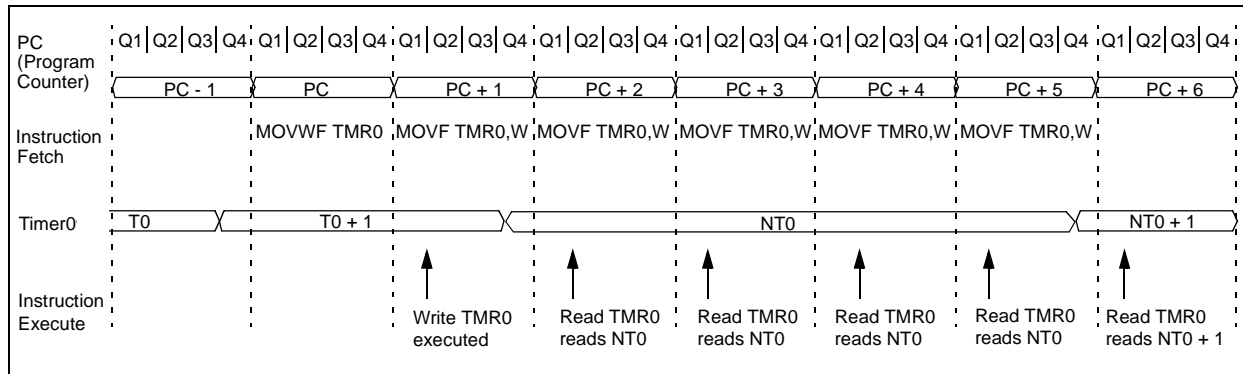 PC
(Program
Counter)
Q1 Q2 Q3 Q4 Q1 Q2 Q3 Q4 Q1 Q2 Q3 Q4 Q1 Q2 Q3 Q4 Q1 Q2 Q3 Q4 Q1 Q2 Q3 Q4 Q1 Q2 Q3 Q4 Q1 Q2 Q3 Q4
PC - 1 PC PC + 1 PC + 2 PC + 3 PC + 4 PC + 5 PC + 6
Instruction
Fetch
MOVWF TMR0 MOVF TMR0,W MOVF TMR0,W MOVF TMR0,W MOVF TMR0,W MOVF TMR0,W
Timer0
T0 T0 + 1 NT0 NT0 + 1
Instruction
Execute
Write TMR0
executed
Read TMR0
reads NT0
Read TMR0
reads NT0
Read TMR0
reads NT0
Read TMR0
reads NT0
Read TMR0
reads NT0 + 1